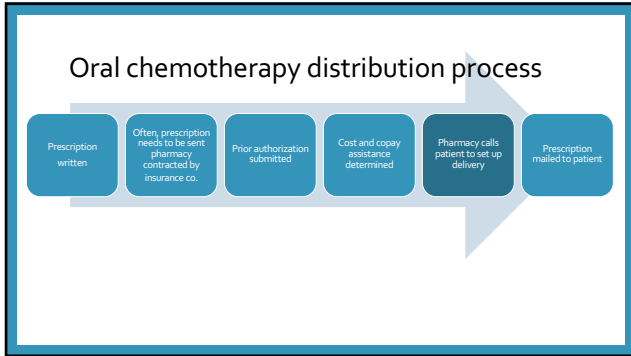 Oral chemotherapy distribution process
Prescription
written
Often, prescription
needs to be sent
pharmacy
contracted by
insurance co.
Prior authorization
submitted
Cost and copay
assistance
determined
Pharmacy calls
patient to set up
delivery
Prescription
mailed to patient